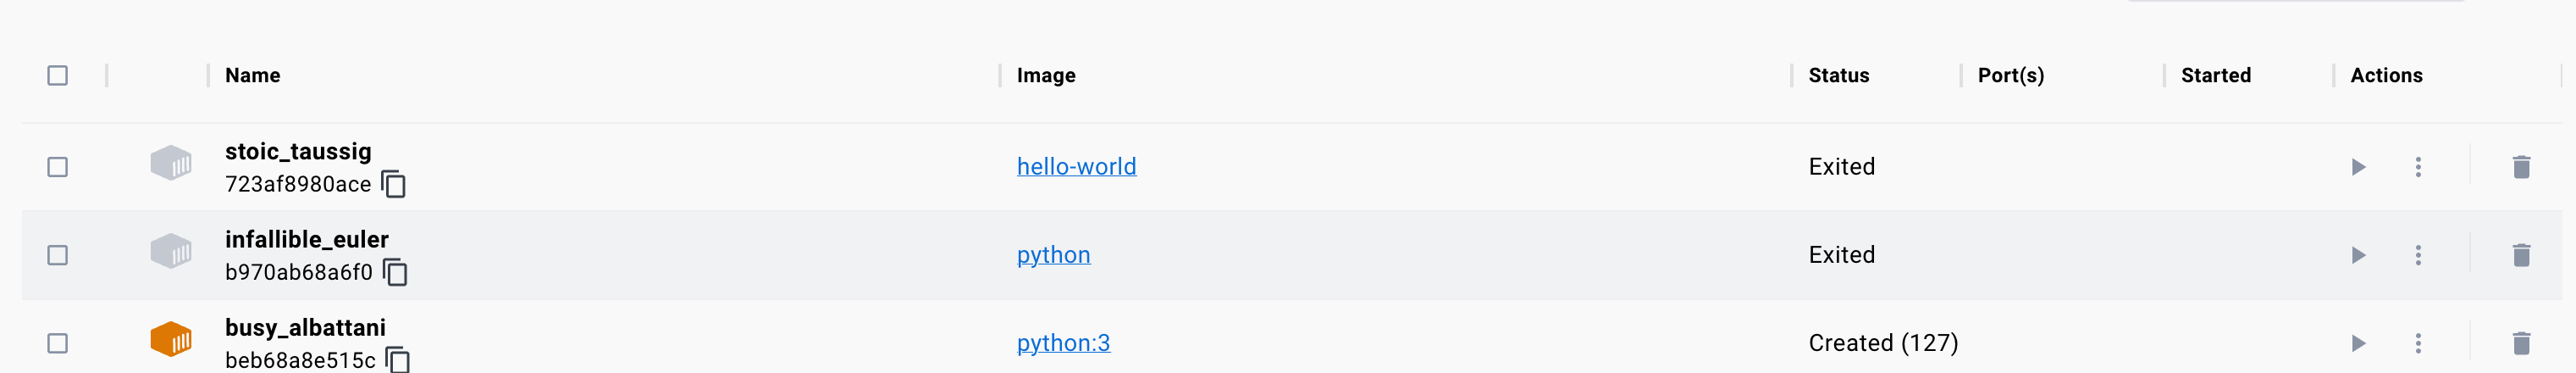 Name Image Status Port(s) Started Actions
stoic_taussig
723af8980ace
hello-world
Exited
infallible_euler
b970ab68a6f0
python
Exited
busy_albattani
beb68a8e515c
python:3
Created (127)